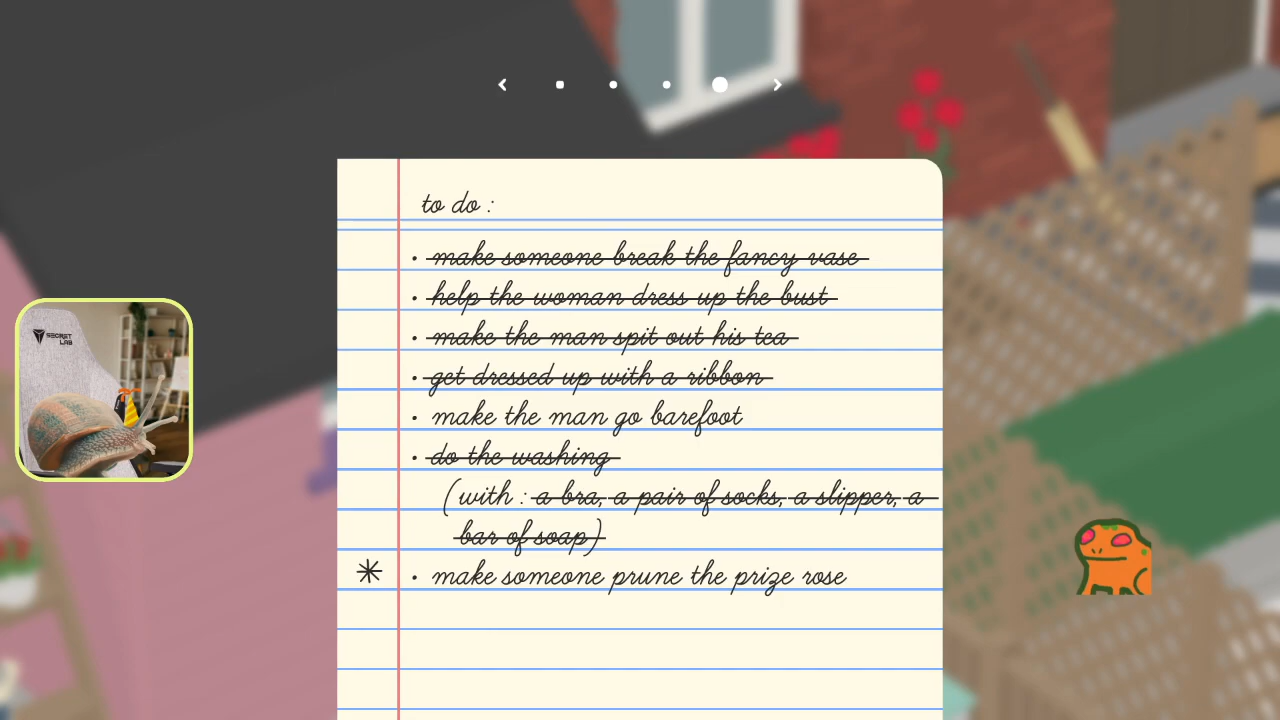 to do :
• make someone break the fancy vase
• help the woman dress up the bust
• make the man spit out his tea
• get dressed up with a ribbon
• make the man go barefoot
• do the washing
(with : a bra, a pair of socks, a slipper, a
bar of soap)
• make someone prune the prize rose
SECRET
LAB